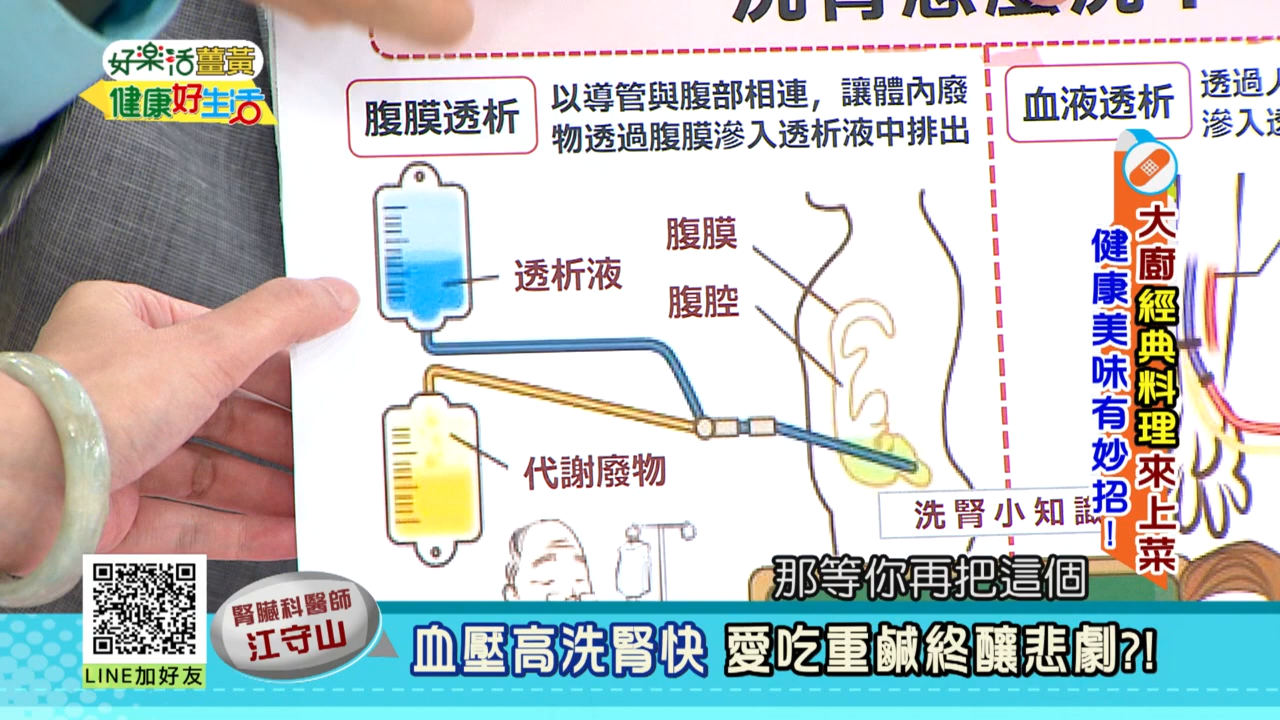 好樂活薑黃
健康好生活
腹膜透析
以導管與腹部相連，讓體內廢
物透過腹膜滲入透析液中排出
血液透析
透過
滲入
透析液
腹膜
腹腔
代謝廢物
洗腎小知識
大廚經典料理來上菜
健康美味有妙招！
那等你再把這個
腎臟科醫師
江守山
血壓高洗腎快 愛吃重鹹終釀悲劇?!
LINE加好友